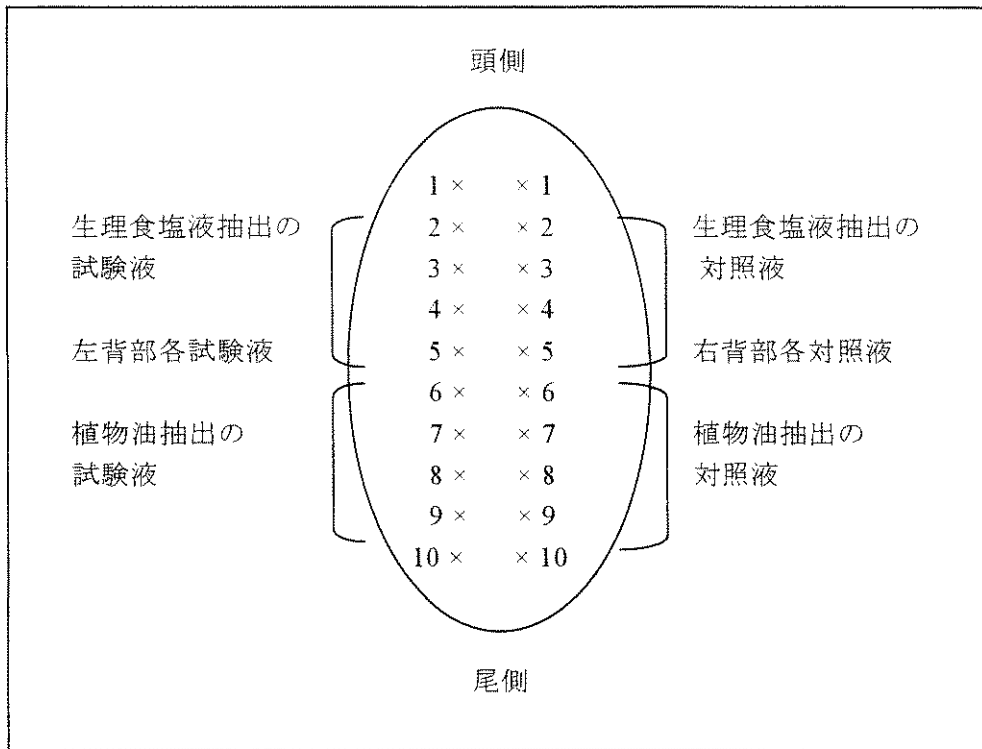 頭側
1 × × 1
生理食塩液抽出の 2 × × 2 生理食塩液抽出の
試験液 3 × × 3 対照液
4 × × 4
左背部各試験液 5 × × 5 右背部各対照液
6 × × 6
植物油抽出の 7 × × 7 植物油抽出の
試験液 8 × × 8 対照液
9 × × 9
10 × × 10
尾側